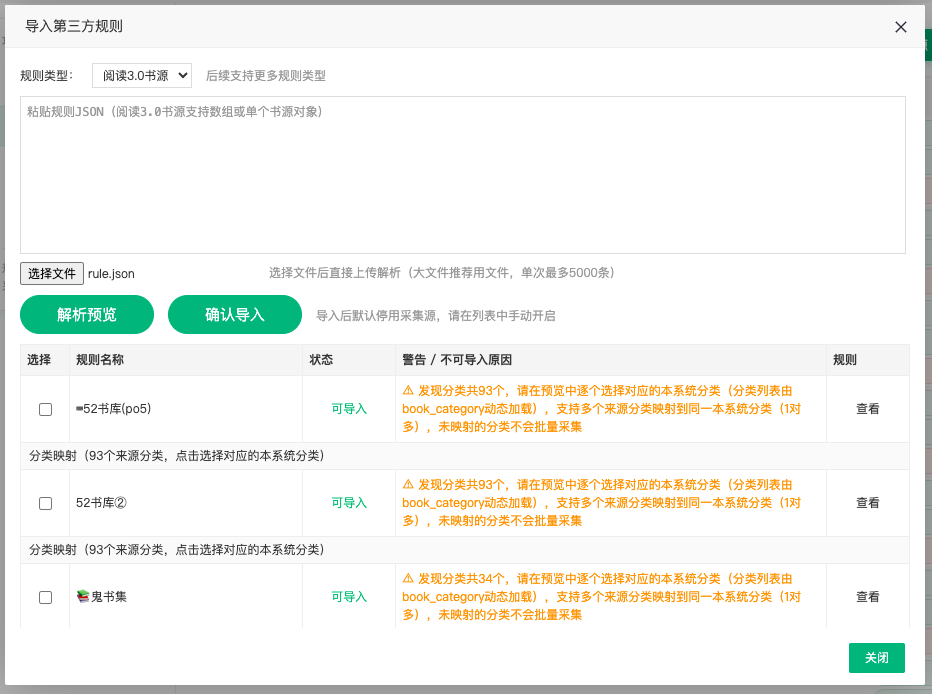 导入第三方规则
规则类型：
阅读3.0书源
后续支持更多规则类型
粘贴规则JSON（阅读3.0书源支持数组或单个书源对象）
选择文件 rule.json
选择文件后直接上传解析（大文件推荐用文件，单次最多5000条）
解析预览
确认导入
导入后默认停用采集源，请在列表中手动开启
选择 规则名称 状态 警告 / 不可导入原因 规则
52书库(po5) 可导入
⚠ 发现分类共93个，请在预览中逐个选择对应的本系统分类（分类列表由
book_category动态加载），支持多个来源分类映射到同一本系统分类（1对
多），未映射的分类不会批量采集
查看
分类映射（93个来源分类，点击选择对应的本系统分类）
52书库② 可导入
⚠ 发现分类共93个，请在预览中逐个选择对应的本系统分类（分类列表由
book_category动态加载），支持多个来源分类映射到同一本系统分类（1对
多），未映射的分类不会批量采集
查看
分类映射（93个来源分类，点击选择对应的本系统分类）
📚鬼书集 可导入
⚠ 发现分类共34个，请在预览中逐个选择对应的本系统分类（分类列表由
book_category动态加载），支持多个来源分类映射到同一本系统分类（1对
多），未映射的分类不会批量采集
查看
关闭